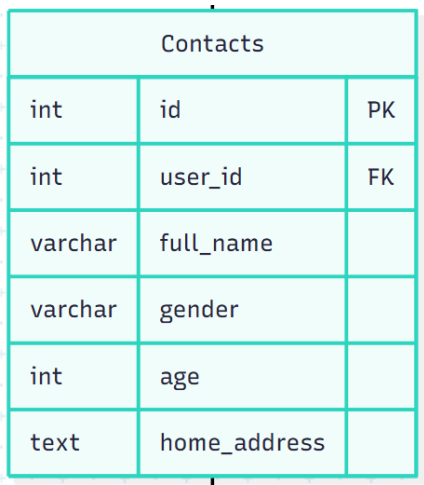 Contacts
int id PK
int user_id FK
varchar full_name
varchar gender
int age
text home_address